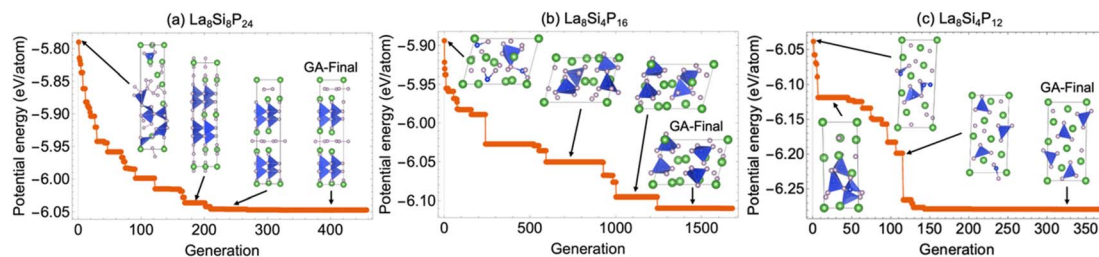 (a) La8Si8P24
Potential energy (eV/atom)
−5.80
−5.85
−5.90
−5.95
−6.00
−6.05
0
100
200
300
400
Generation
GA-Final
(b) La8Si4P16
Potential energy (eV/atom)
−5.90
−5.95
−6.00
−6.05
−6.10
0
500
1000
1500
Generation
GA-Final
(c) La8Si4P12
Potential energy (eV/atom)
−6.05
−6.10
−6.15
−6.20
−6.25
0
50
100
150
200
250
300
350
Generation
GA-Final